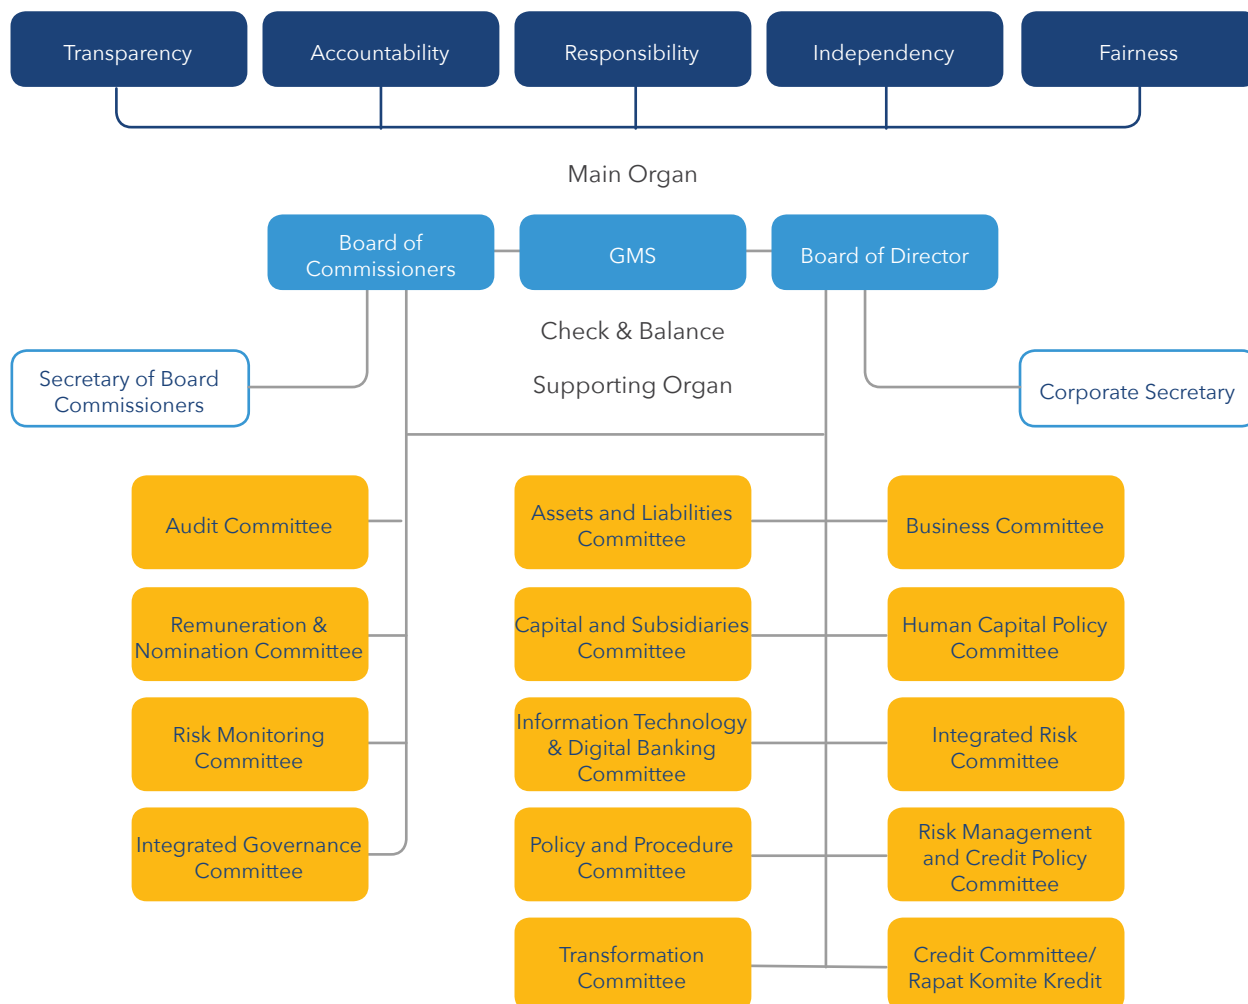 Transparency
Accountability
Responsibility
Independency
Fairness
Main Organ
Board of
Commissioners
GMS
Board of Director
Check & Balance
Supporting Organ
Secretary of Board
Commissioners
Corporate Secretary
Audit Committee
Assets and Liabilities
Committee
Business Committee
Remuneration &
Nomination Committee
Capital and Subsidiaries
Committee
Human Capital Policy
Committee
Risk Monitoring
Committee
Information Technology
& Digital Banking
Committee
Integrated Risk
Committee
Integrated Governance
Committee
Policy and Procedure
Committee
Risk Management
and Credit Policy
Committee
Transformation
Committee
Credit Committee/
Rapat Komite Kredit